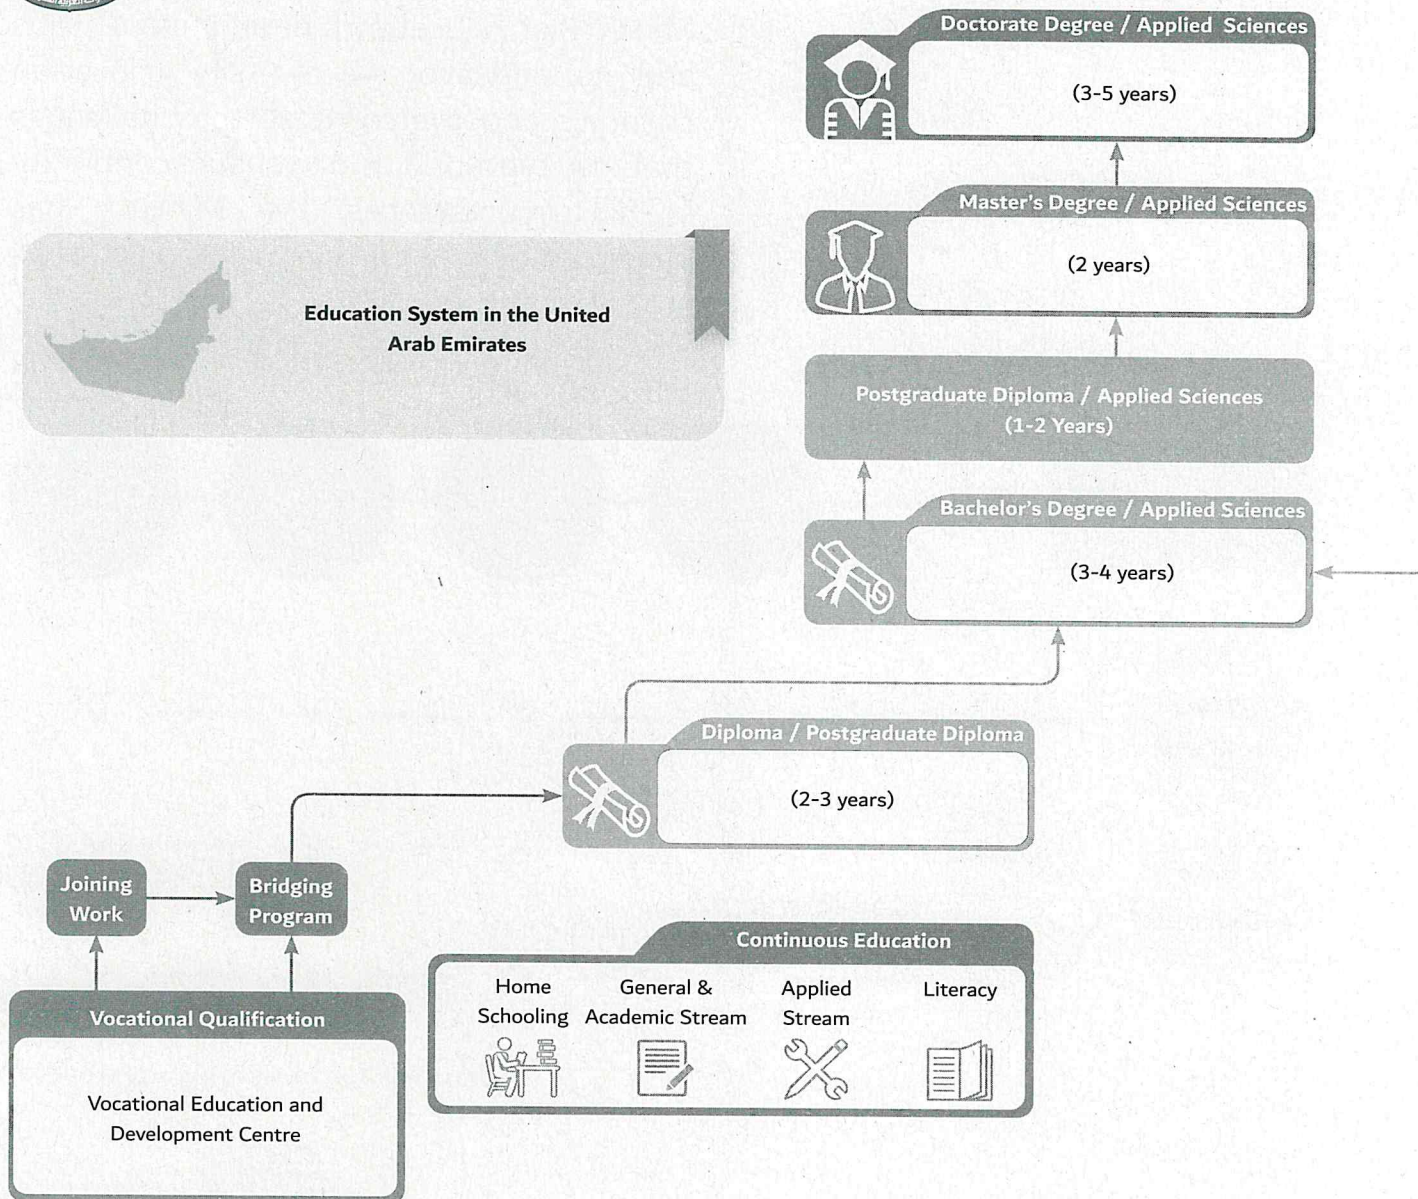 Doctorate Degree / Applied Sciences
(3-5 years)
Master's Degree / Applied Sciences
(2 years)
Education System in the United
Arab Emirates
Postgraduate Diploma / Applied Sciences
(1-2 Years)
Bachelor's Degree / Applied Sciences
(3-4 years)
Diploma / Postgraduate Diploma
(2-3 years)
Joining
Work
Bridging
Program
Continuous Education
Home
Schooling
General &
Academic Stream
Applied
Stream
Literacy
Vocational Qualification
Vocational Education and
Development Centre